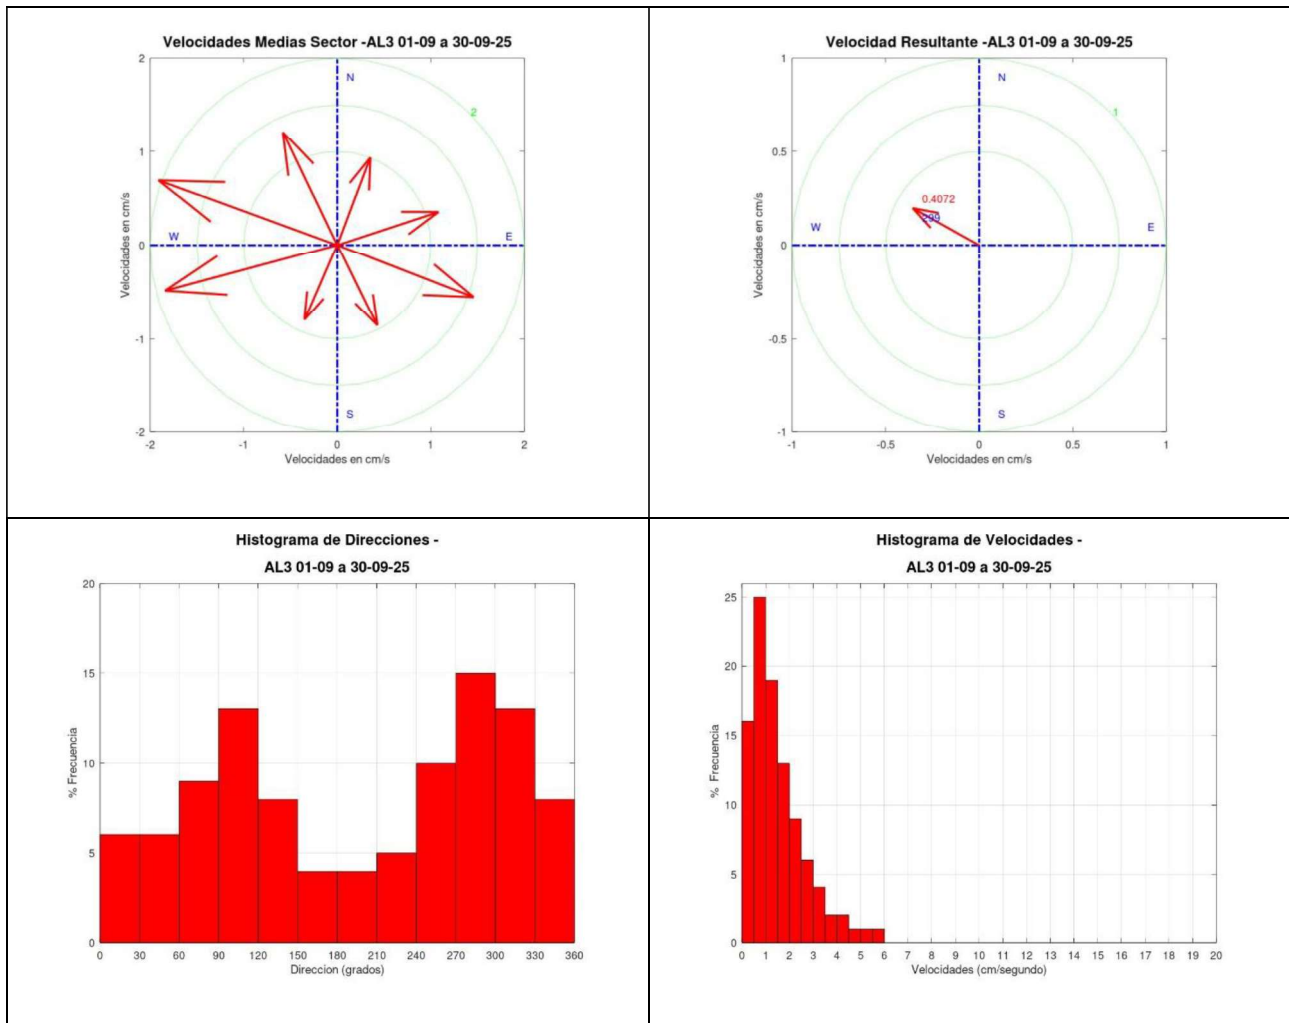 Velocidades Medias Sector -AL3 01-09 a 30-09-25
2
N
2
1
Velocidades en cm/s
W
E
0
-1
S
-2
-2 -1 0 1 2
Velocidades en cm/s
Velocidad Resultante -AL3 01-09 a 30-09-25
1
N
1
0.5
Velocidades en cm/s
0.4072
299
W
E
0
-0.5
S
-1
-1 -0.5 0 0.5 1
Velocidades en cm/s
Histograma de Direcciones -
AL3 01-09 a 30-09-25
20
15
% Frecuencia
10
5
0
0 30 60 90 120 150 180 210 240 270 300 330 360
Direccion (grados)
Histograma de Velocidades -
AL3 01-09 a 30-09-25
25
20
% Frecuencia
15
10
5
0
0 1 2 3 4 5 6 7 8 9 10 11 12 13 14 15 16 17 18 19 20
Velocidades (cm/segundo)